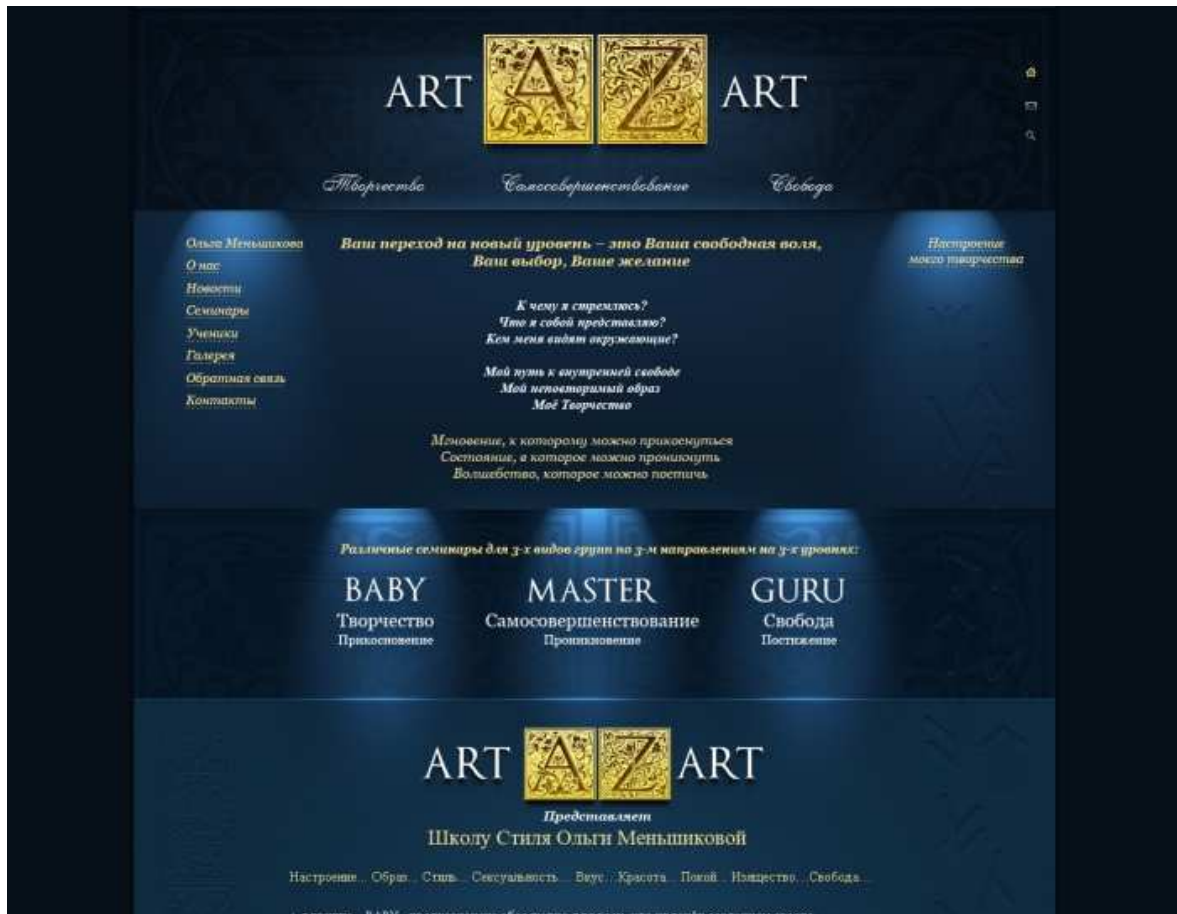 ART AZ ART
Творчество Самосовершенствование Свобода
Ольга Меньшикова
О нас
Новости
Семинары
Ученики
Галерея
Обратная связь
Контакты
Ваш переход на новый уровень – это Ваша свободная воля,
Ваш выбор, Ваше желание
К чему я стремлюсь?
Что я собой представляю?
Кем меня видят окружающие?
Мой путь к внутренней свободе
Мой неповторимый образ
Моё Творчество
Мгновение, к которому можно прикоснуться
Состояние, в которое можно проникнуть
Волшебство, которое можно постичь
Настроение
моего творчества
Различные семинары для 3-х видов групп по 3-м направлениям на 3-х уровнях:
BABY MASTER GURU
Творчество Самосовершенствование Свобода
Прикосновение Проникновение Постижение
ART AZ ART
Представляет
Школу Стиля Ольги Меньшиковой
Настроение... Образ... Стиль... Сексуальность... Вкус... Красота... Покой... Изящество... Свобода...